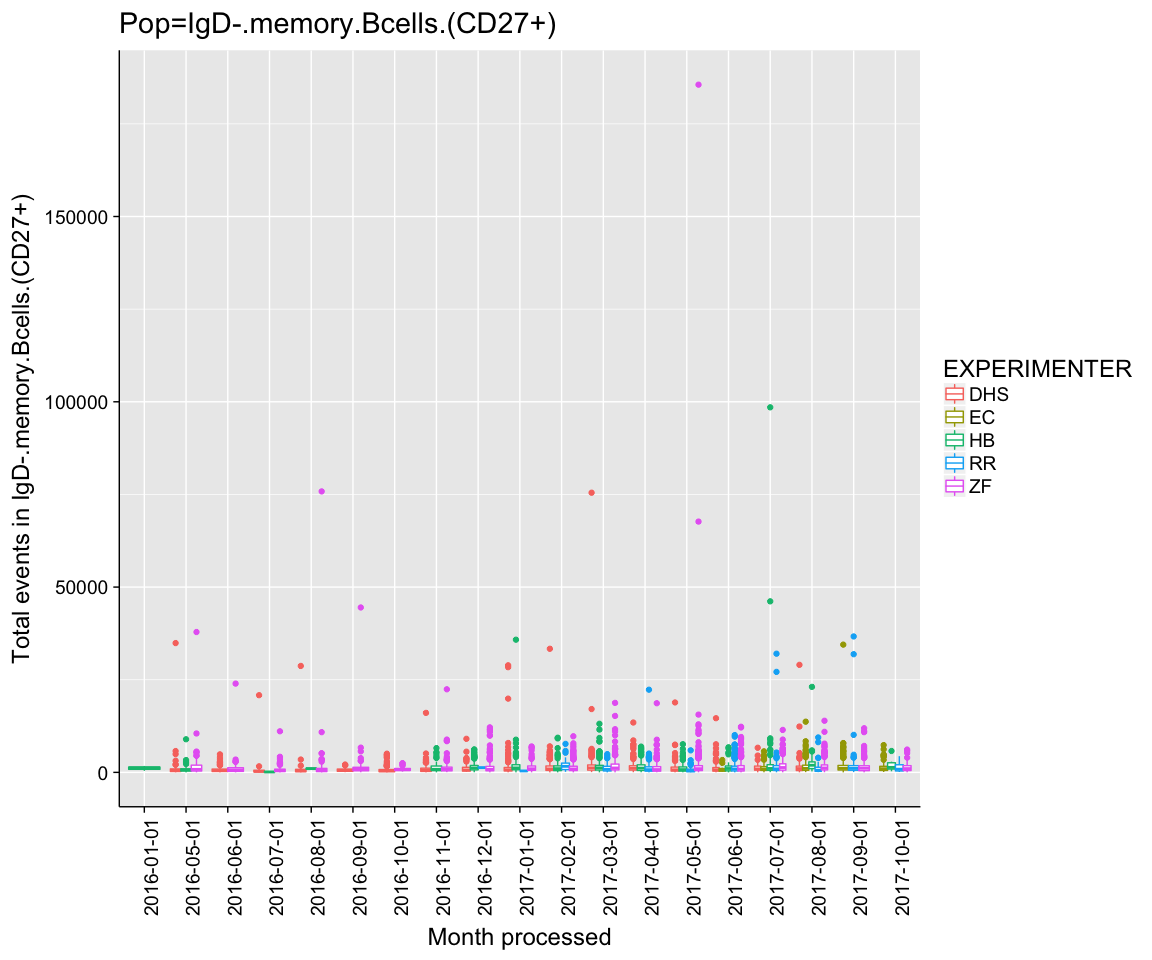 Pop=IgD-.memory.Bcells.(CD27+)
Total events in IgD-.memory.Bcells.(CD27+)
150000
100000
50000
0
2016-01-01
2016-05-01
2016-06-01
2016-07-01
2016-08-01
2016-09-01
2016-10-01
2016-11-01
2016-12-01
2017-01-01
2017-02-01
2017-03-01
2017-04-01
2017-05-01
2017-06-01
2017-07-01
2017-08-01
2017-09-01
2017-10-01
Month processed
EXPERIMENTER
DHS
EC
HB
RR
ZF